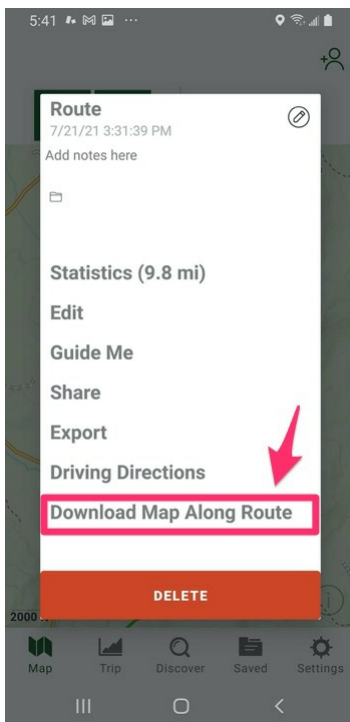 5:41
Route
7/21/21 3:31:39 PM
Add notes here
Statistics (9.8 mi)
Edit
Guide Me
Share
Export
Driving Directions
Download Map Along Route
DELETE
2000
Map Trip Discover Saved Settings